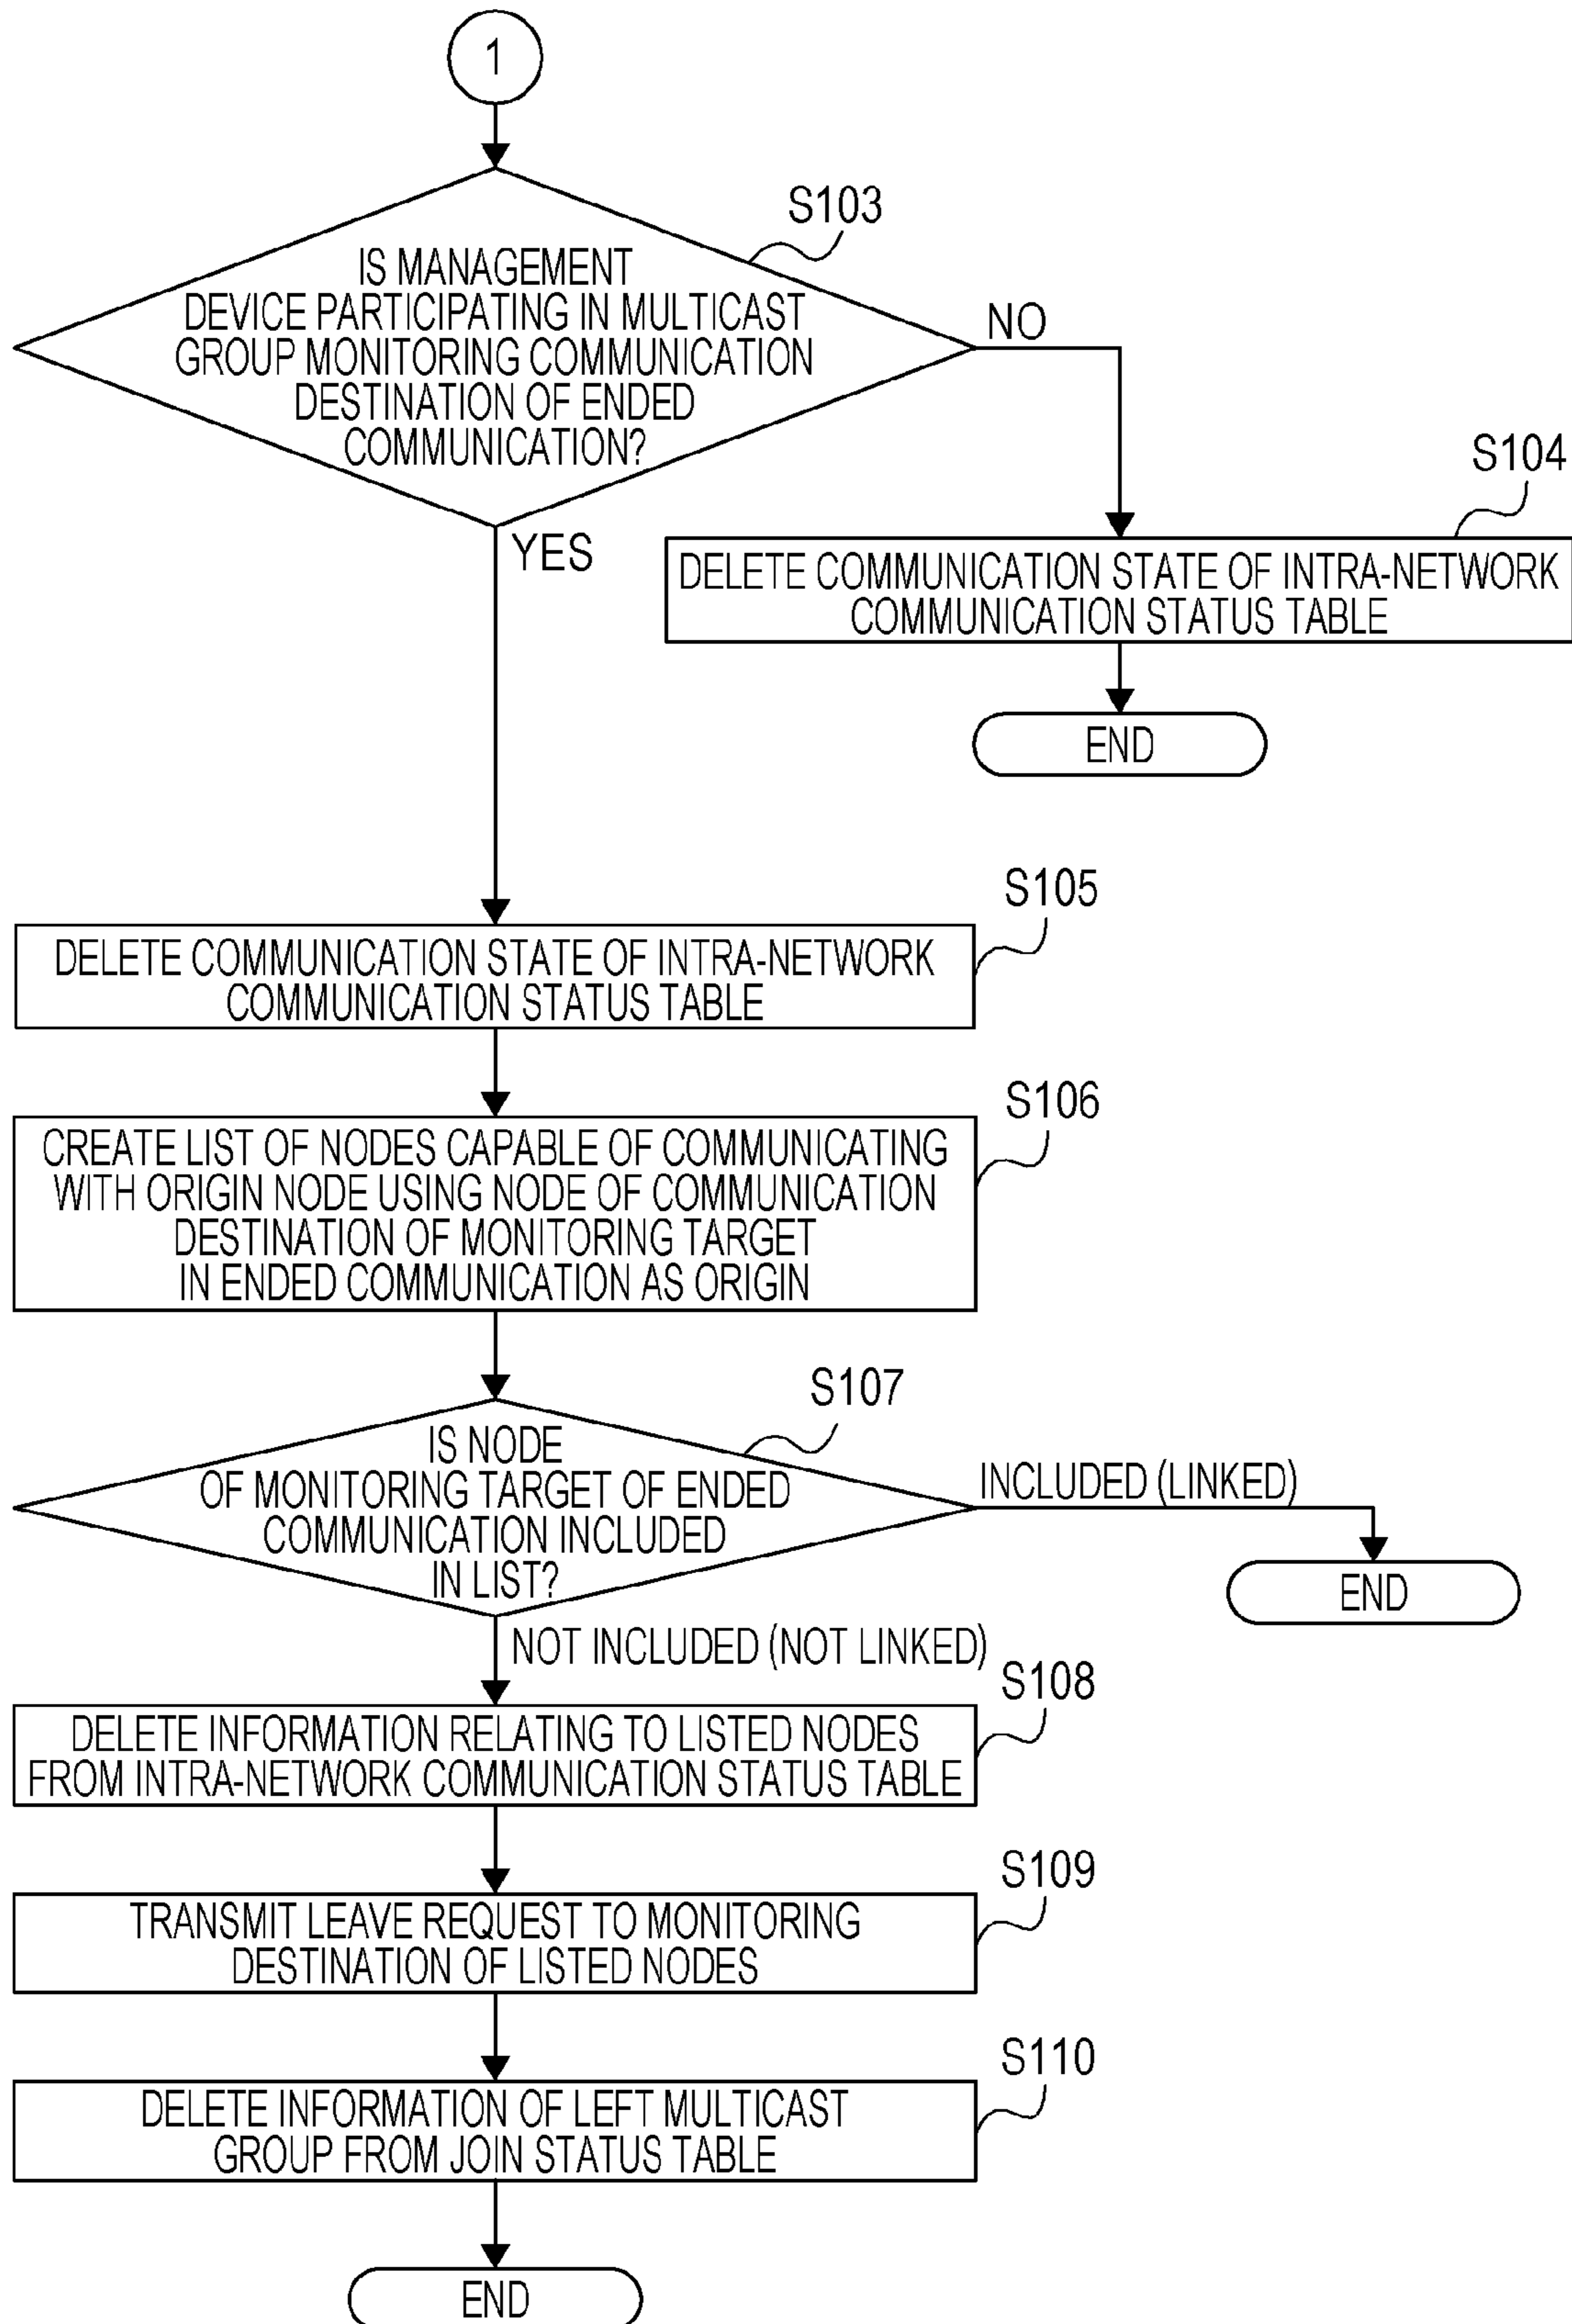 1
S103
IS MANAGEMENT
DEVICE PARTICIPATING IN MULTICAST
GROUP MONITORING COMMUNICATION
DESTINATION OF ENDED
COMMUNICATION?
NO
YES
S104
DELETE COMMUNICATION STATE OF INTRA-NETWORK
COMMUNICATION STATUS TABLE
END
S105
DELETE COMMUNICATION STATE OF INTRA-NETWORK
COMMUNICATION STATUS TABLE
S106
CREATE LIST OF NODES CAPABLE OF COMMUNICATING
WITH ORIGIN NODE USING NODE OF COMMUNICATION
DESTINATION OF MONITORING TARGET
IN ENDED COMMUNICATION AS ORIGIN
S107
IS NODE
OF MONITORING TARGET OF ENDED
COMMUNICATION INCLUDED
IN LIST?
INCLUDED (LINKED)
END
NOT INCLUDED (NOT LINKED)
S108
DELETE INFORMATION RELATING TO LISTED NODES
FROM INTRA-NETWORK COMMUNICATION STATUS TABLE
S109
TRANSMIT LEAVE REQUEST TO MONITORING
DESTINATION OF LISTED NODES
S110
DELETE INFORMATION OF LEFT MULTICAST
GROUP FROM JOIN STATUS TABLE
END